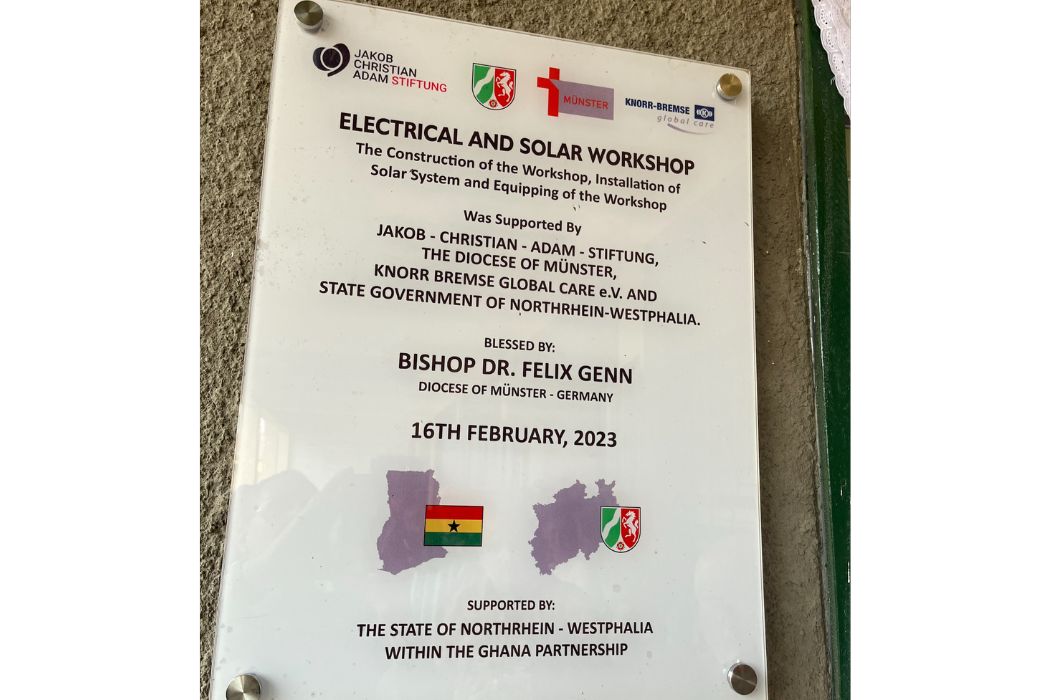 JAKOB
CHRISTIAN
ADAM STIFTUNG
MÜNSTER
KNORR-BREMSE
global care
ELECTRICAL AND SOLAR WORKSHOP
The Construction of the Workshop, Installation of
Solar System and Equipping of the Workshop
Was Supported By
JAKOB - CHRISTIAN - ADAM - STIFTUNG,
THE DIOCESE OF MÜNSTER,
KNORR BREMSE GLOBAL CARE e.V. AND
STATE GOVERNMENT OF NORTHRHEIN-WESTPHALIA.
BLESSED BY:
BISHOP DR. FELIX GENN
DIOCESE OF MÜNSTER - GERMANY
16TH FEBRUARY, 2023
SUPPORTED BY:
THE STATE OF NORTHRHEIN - WESTPHALIA
WITHIN THE GHANA PARTNERSHIP